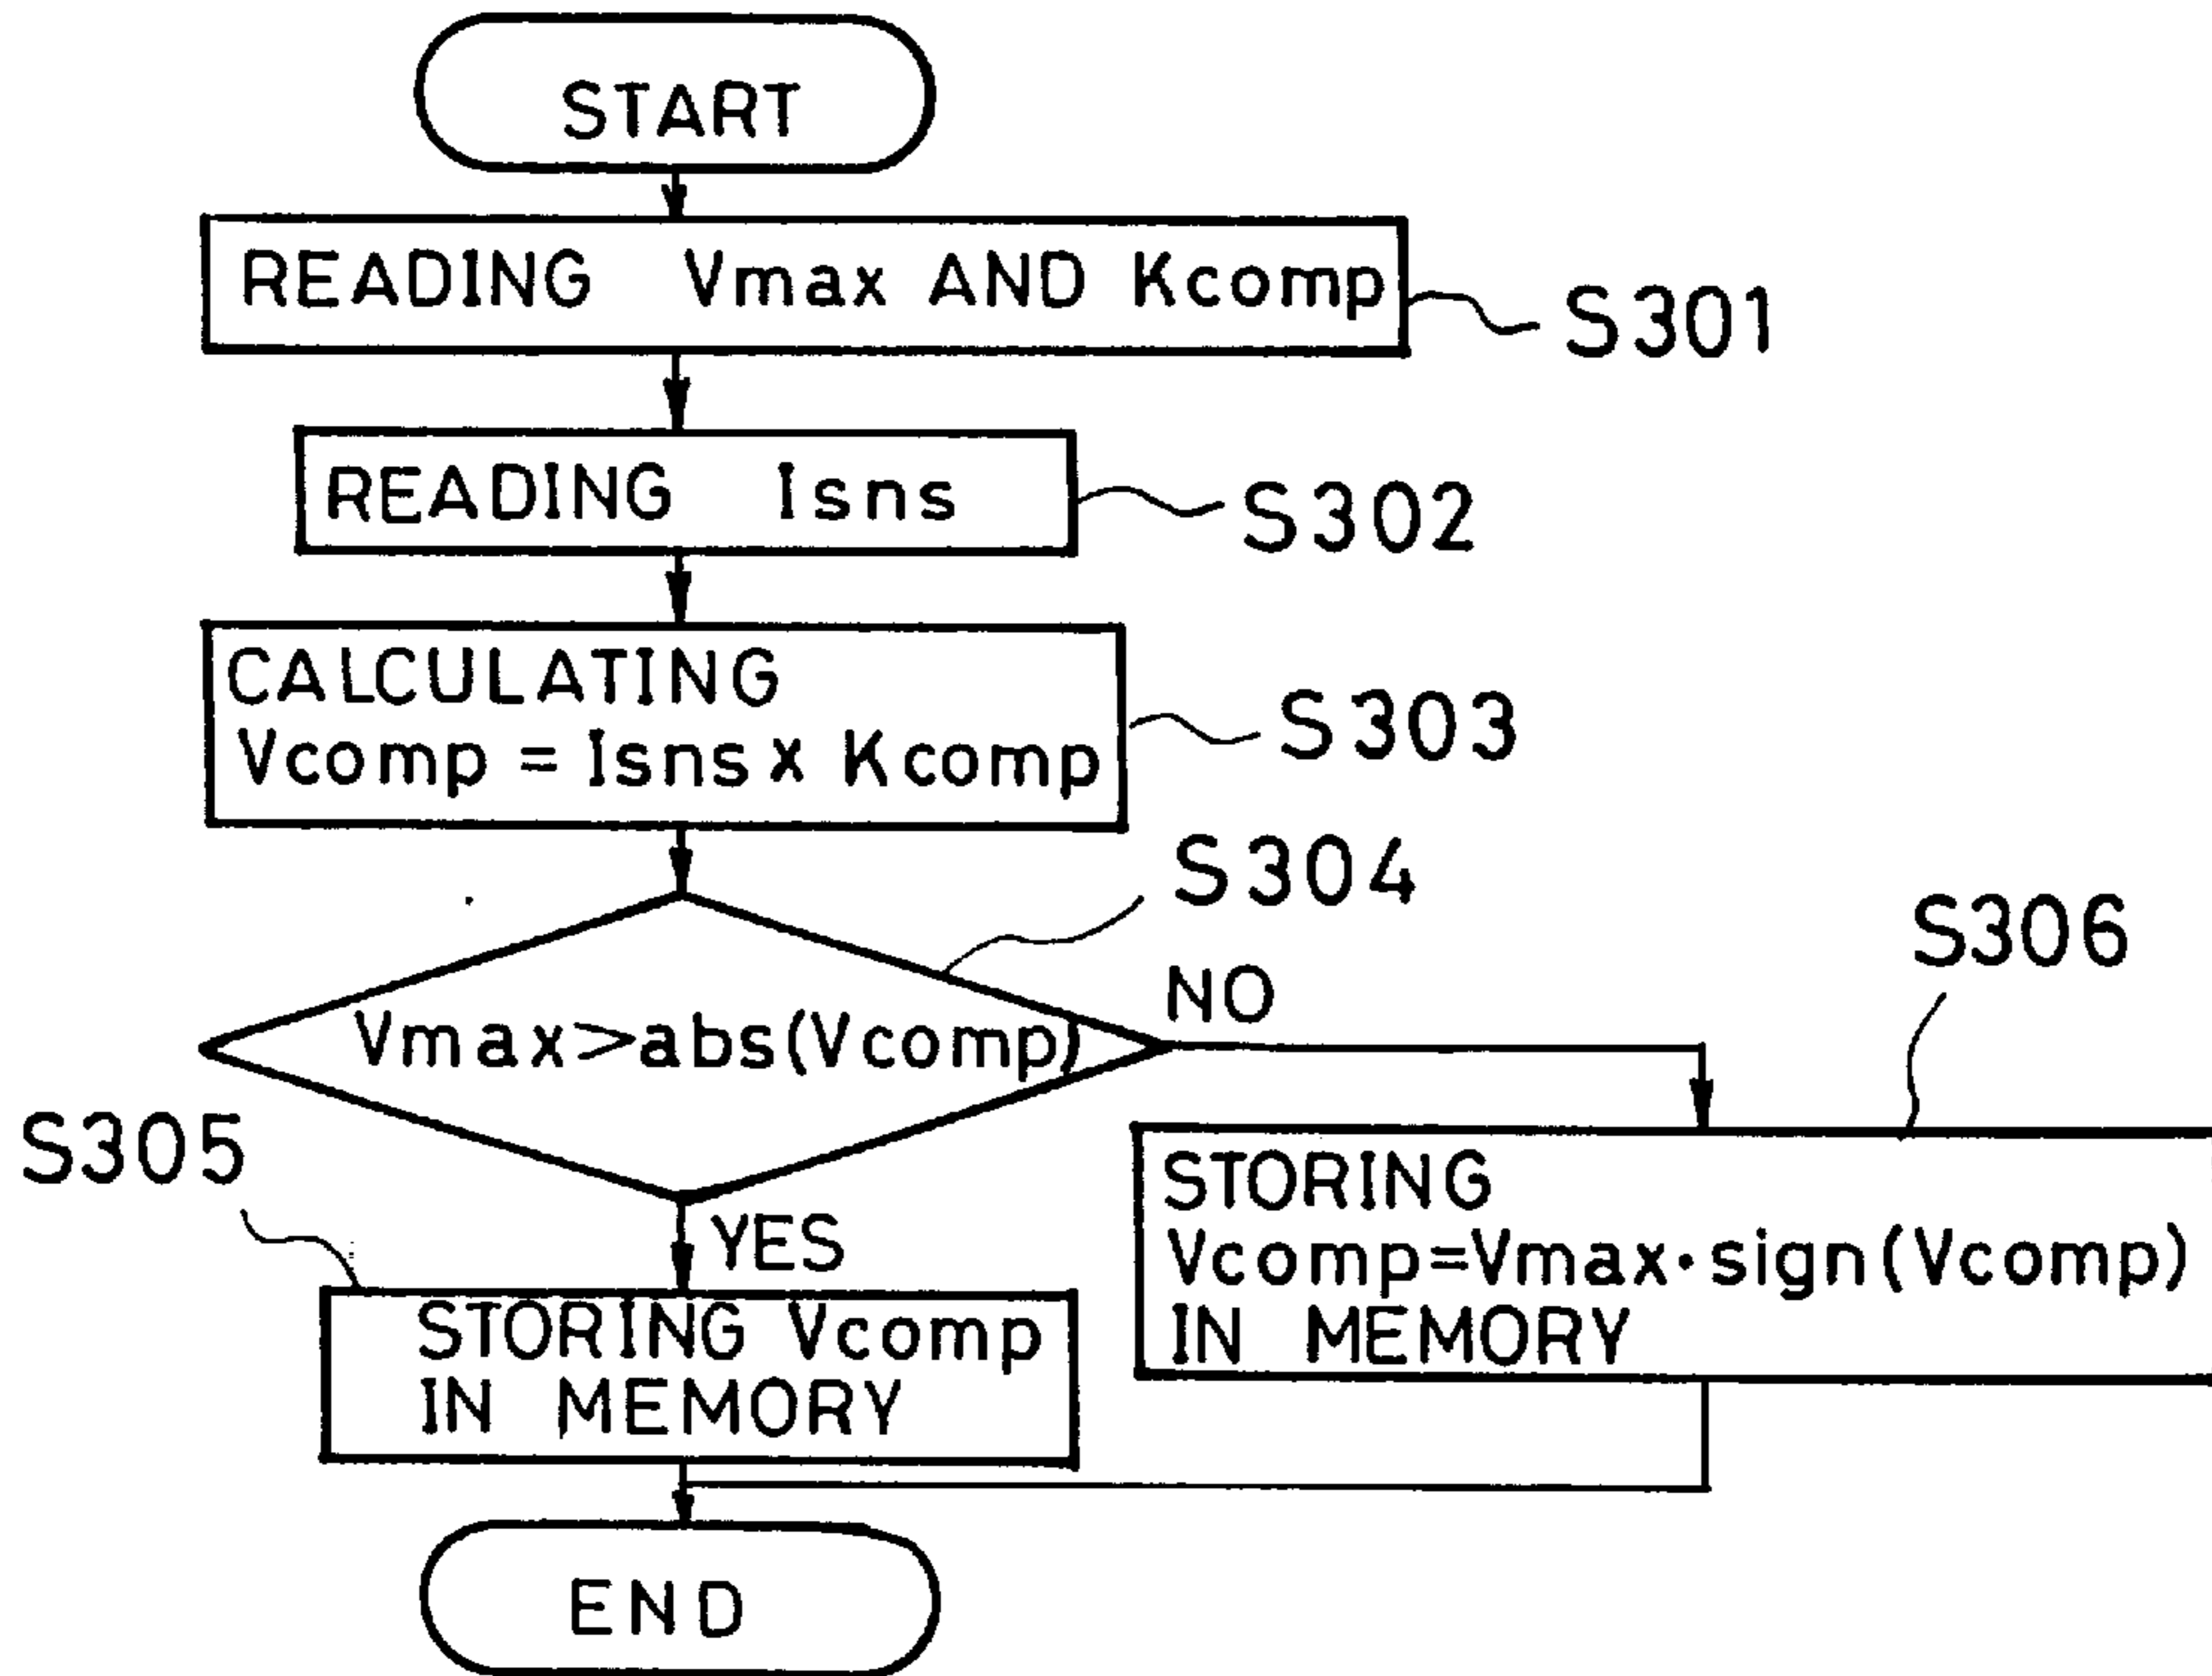 START
READING Vmax AND Kcomp
S301
READING Isns
S302
CALCULATING
Vcomp = Isns x Kcomp
S303
S304
Vmax>abs(Vcomp)
NO
S306
S305
YES
STORING
Vcomp=Vmax·sign(Vcomp)
IN MEMORY
STORING Vcomp
IN MEMORY
END